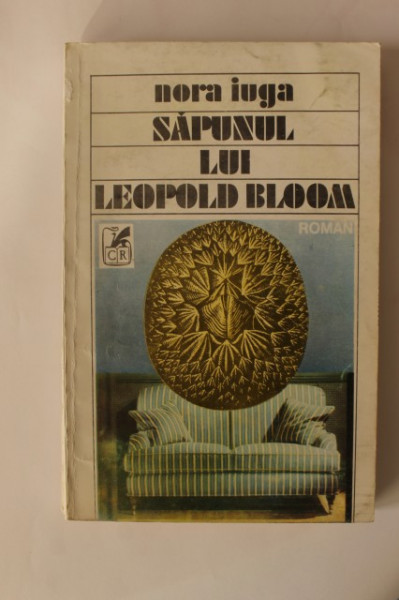 nora iuga
SĂPUNUL
LUI
LEOPOLD BLOOM
ROMAN
CR